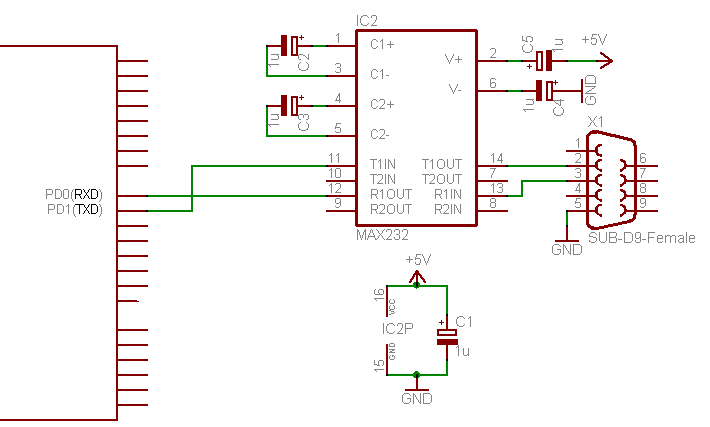 IC2
1 C1+
3 C1-
4 C2+
5 C2-
11 T1IN
10 T2IN
12 R1OUT
9 R2OUT
V+ 2
V- 6
T1OUT 14
T2OUT 7
R1IN 13
R2IN 8
MAX232
+
C2
1u
+
C3
1u
C5
1u
+
+5V
+
1u
C4
GND
PD0(RXD)
PD1(TXD)
X1
1
2
3
4
5
6
7
8
9
GND
SUB-D9-Female
+5V
16
VCC
IC2P
15
GND
+
C1
1u
GND